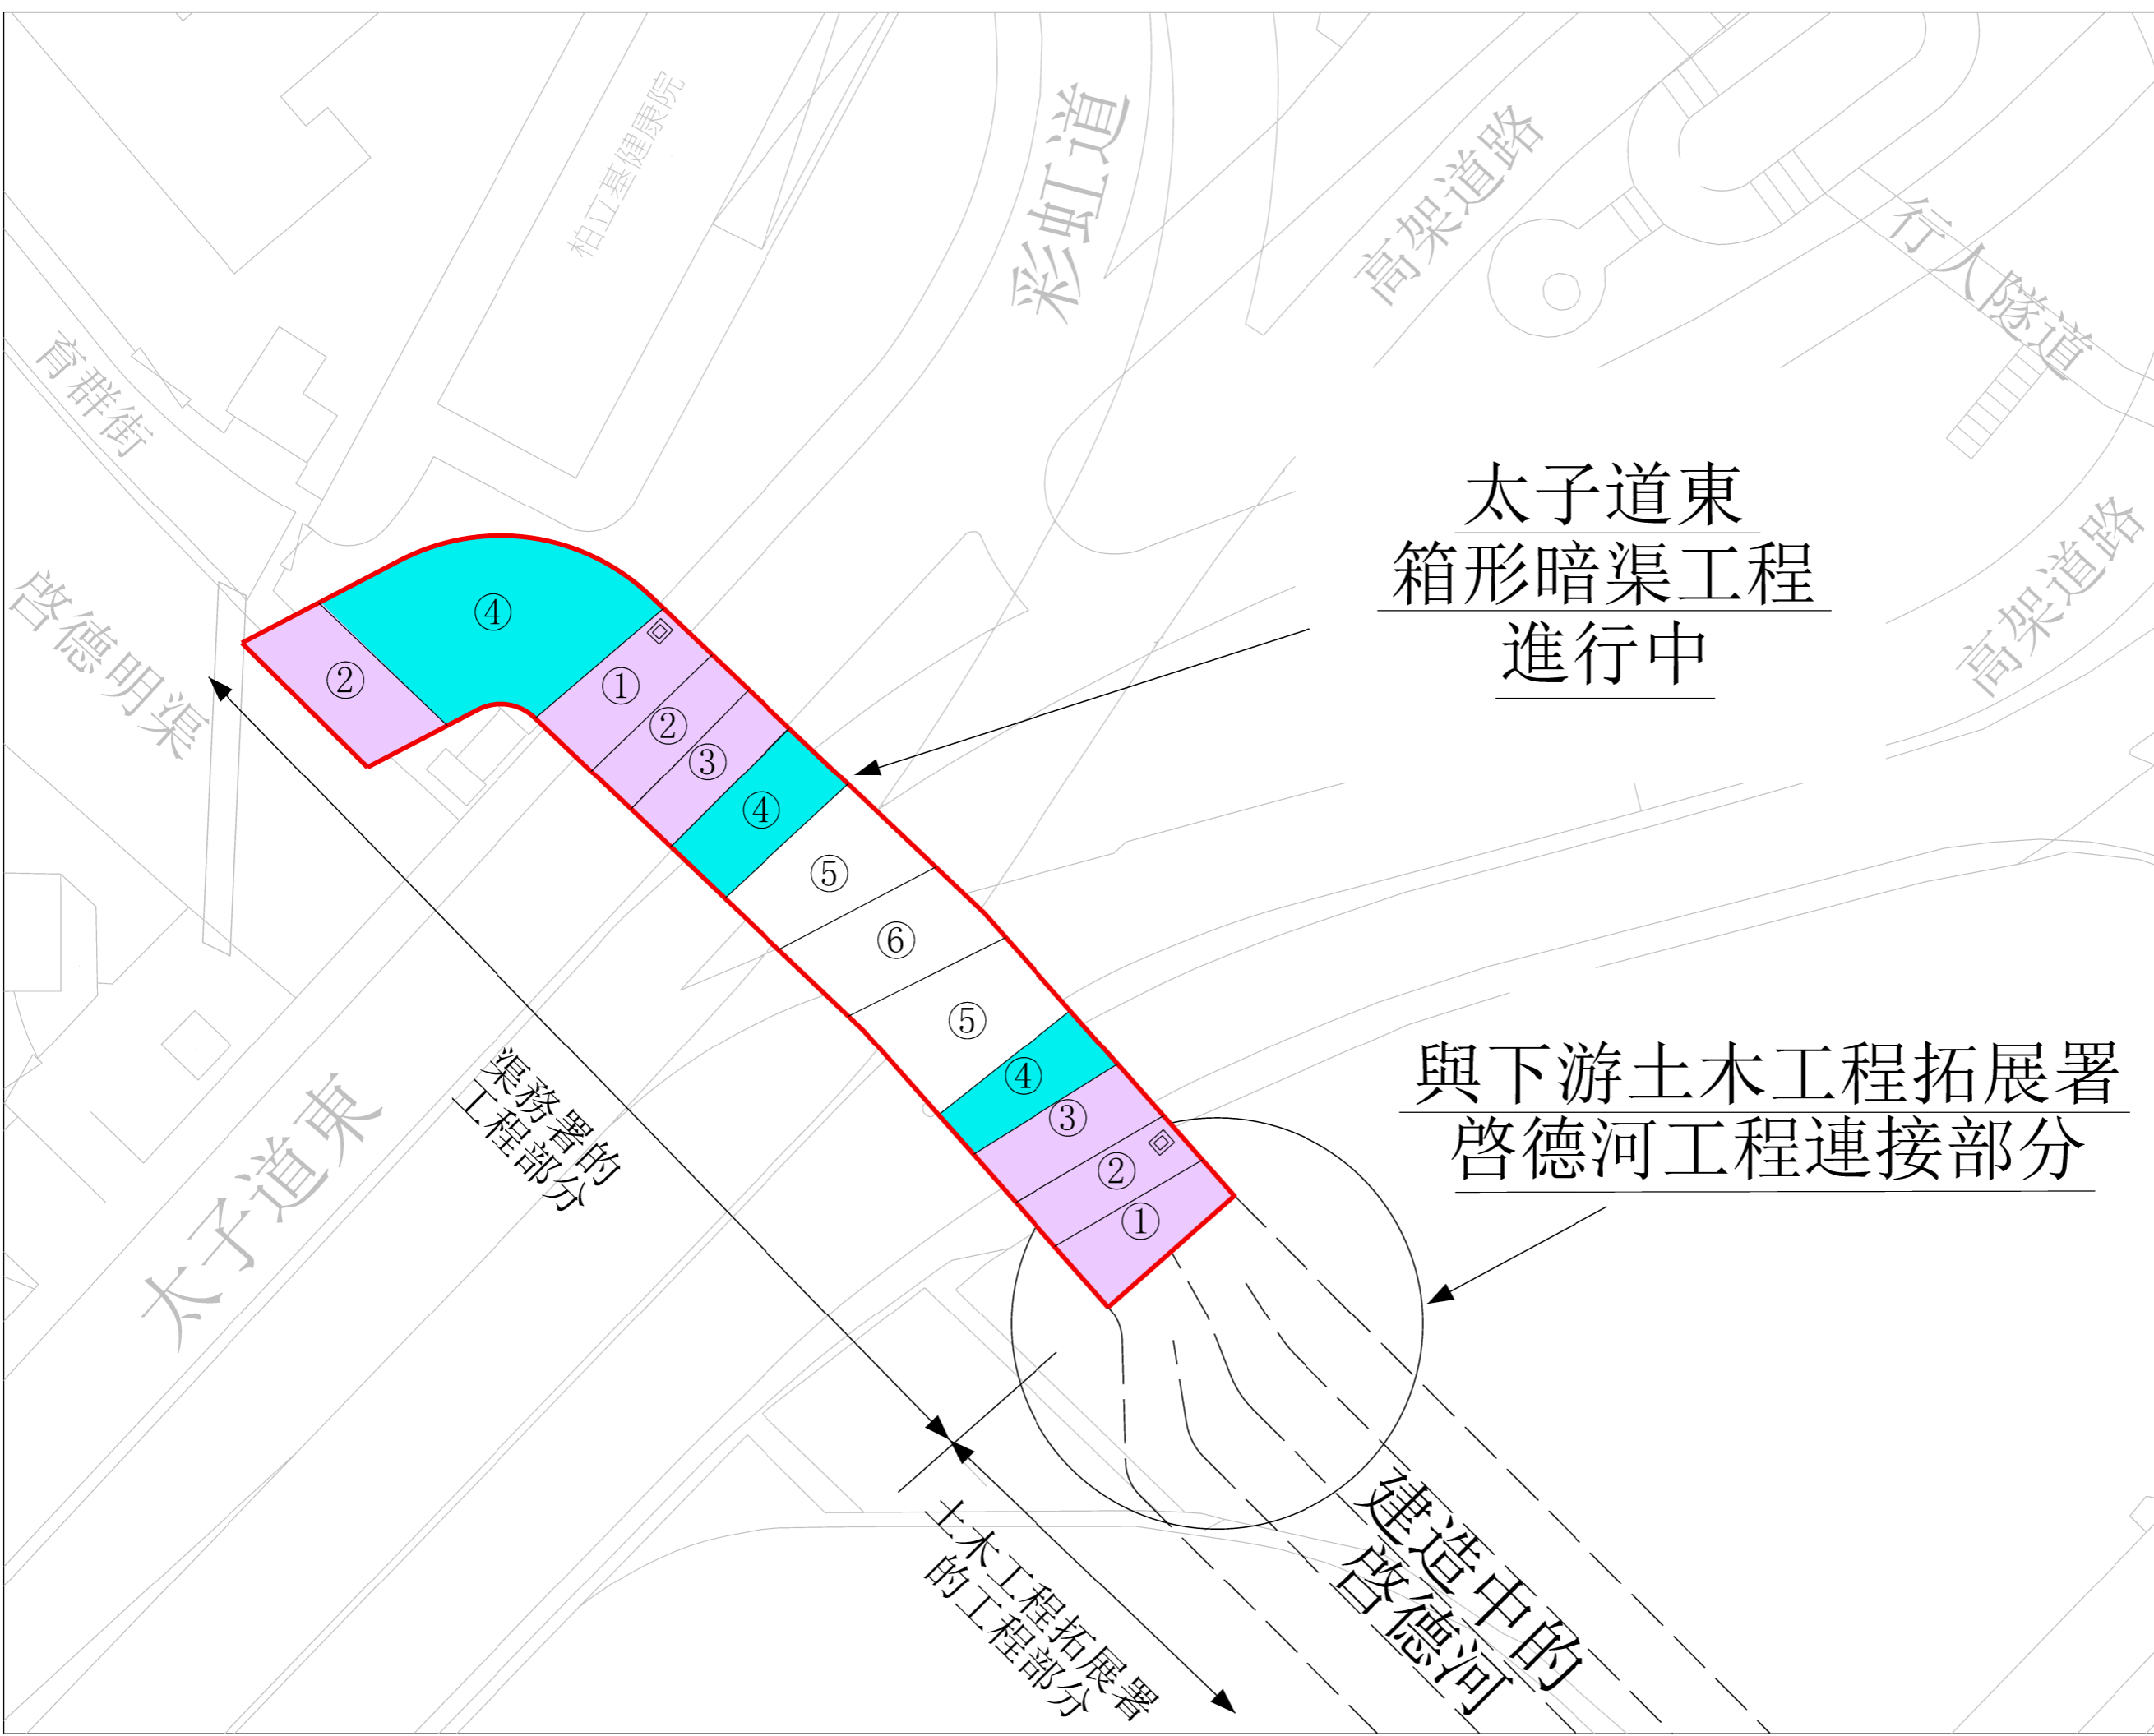 柏立基健康院
彩虹道
高架道路
行人隧道
育群街
啓德明渠
高架道路
太子道東
箱形暗渠工程
進行中
④
②
①
②
③
④
⑤
⑥
⑤
④
③
②
①
與下游土木工程拓展署
啓德河工程連接部分
渠務署的
工程部分
太子道東
土木工程拓展署
的工程部分
建造中的
啓德河